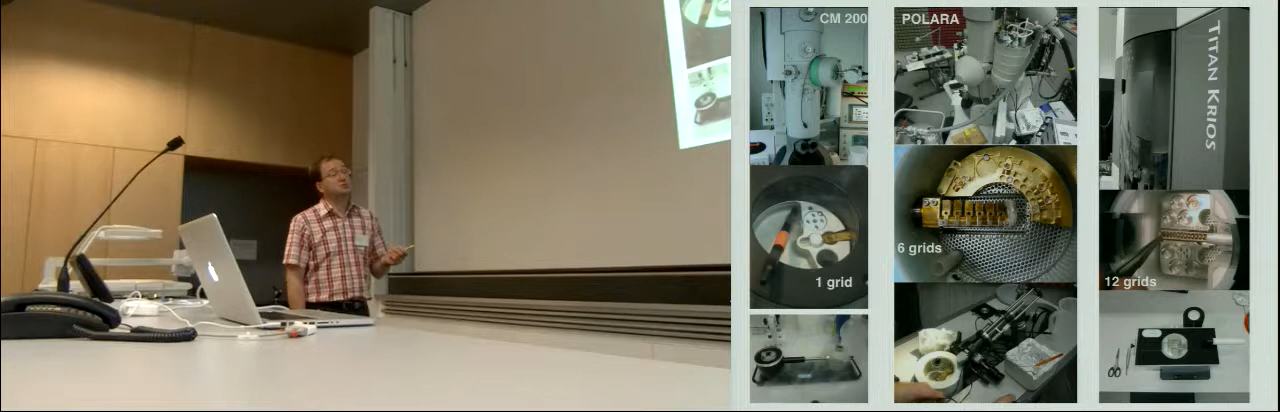 CM 200
POLARA
TITAN KRIOS
1 grid
6 grids
12 grids